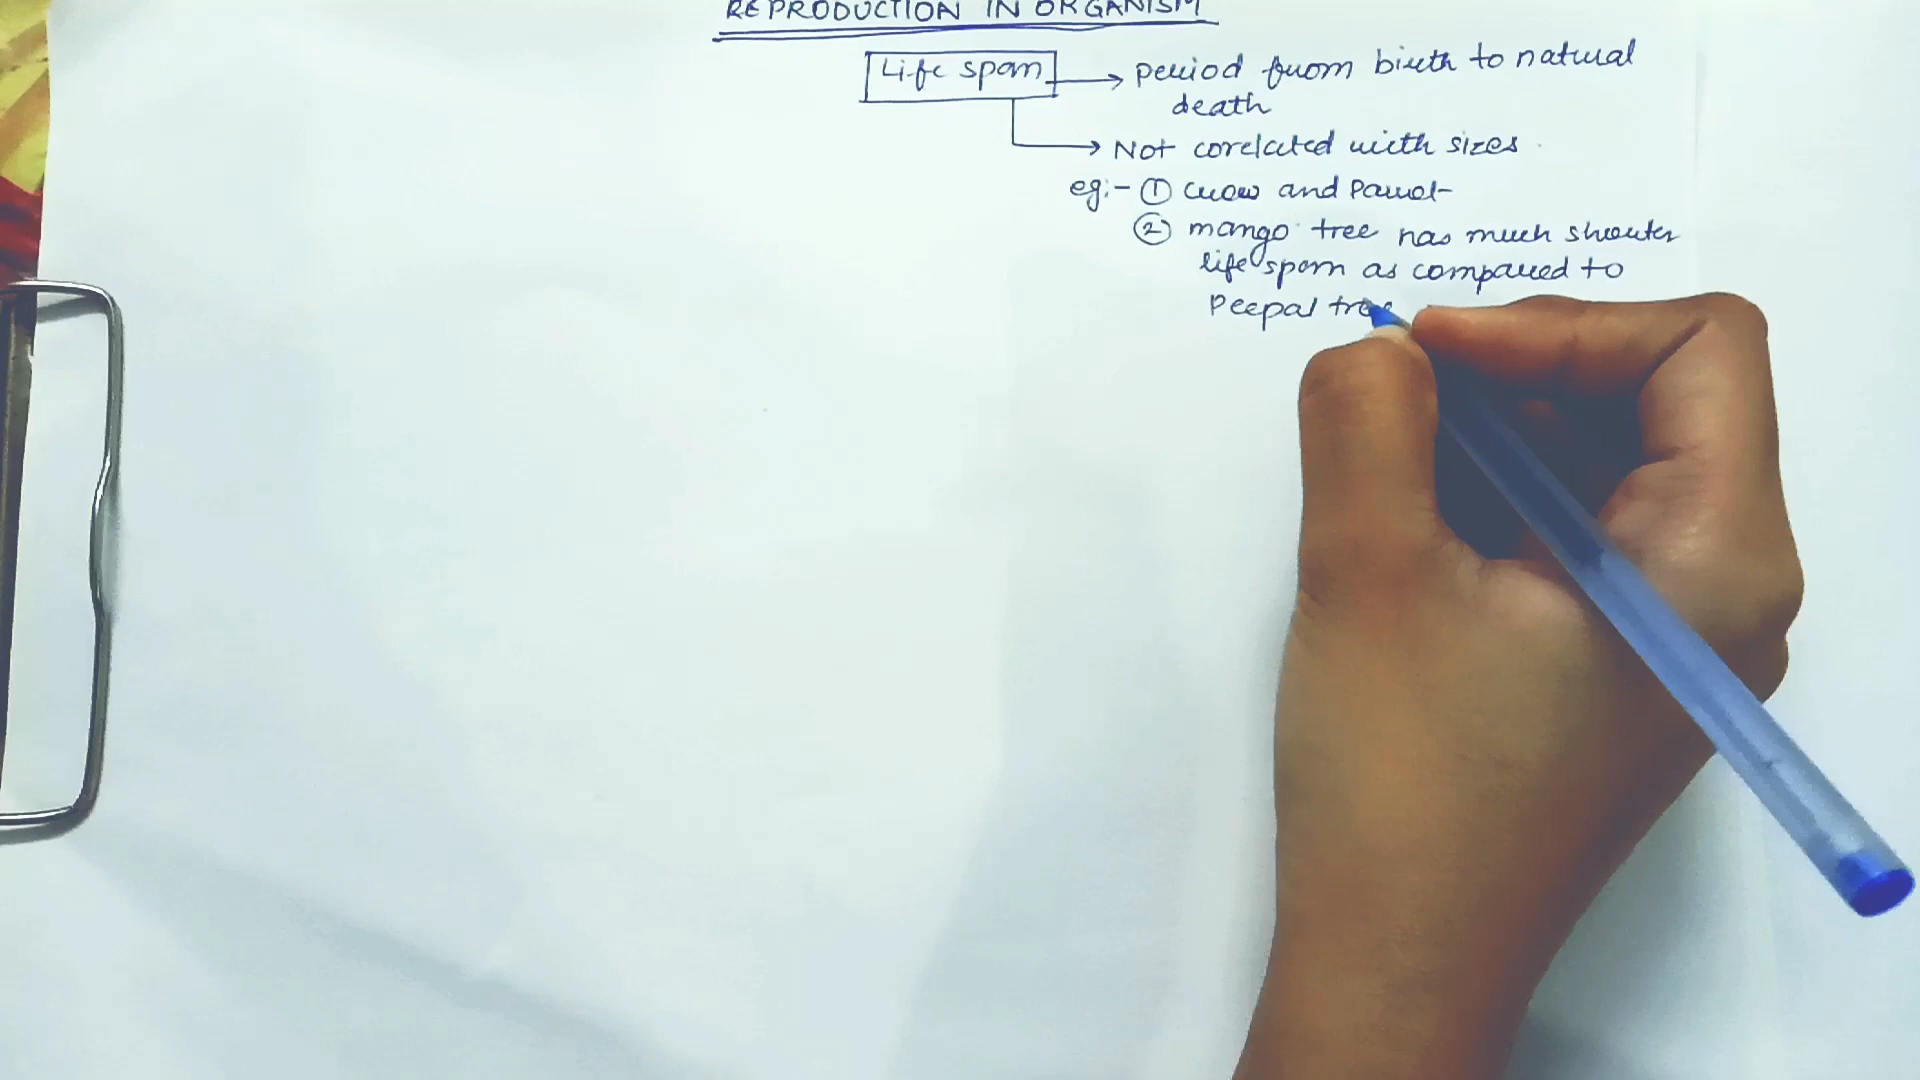 REPRODUCTION IN ORGANISM
Life span → Period from birth to natural
death
→ Not corelated with sizes
eg:- ① Crow and Parrot
② mango tree has much shorter
life span as compared to
Peepal tree